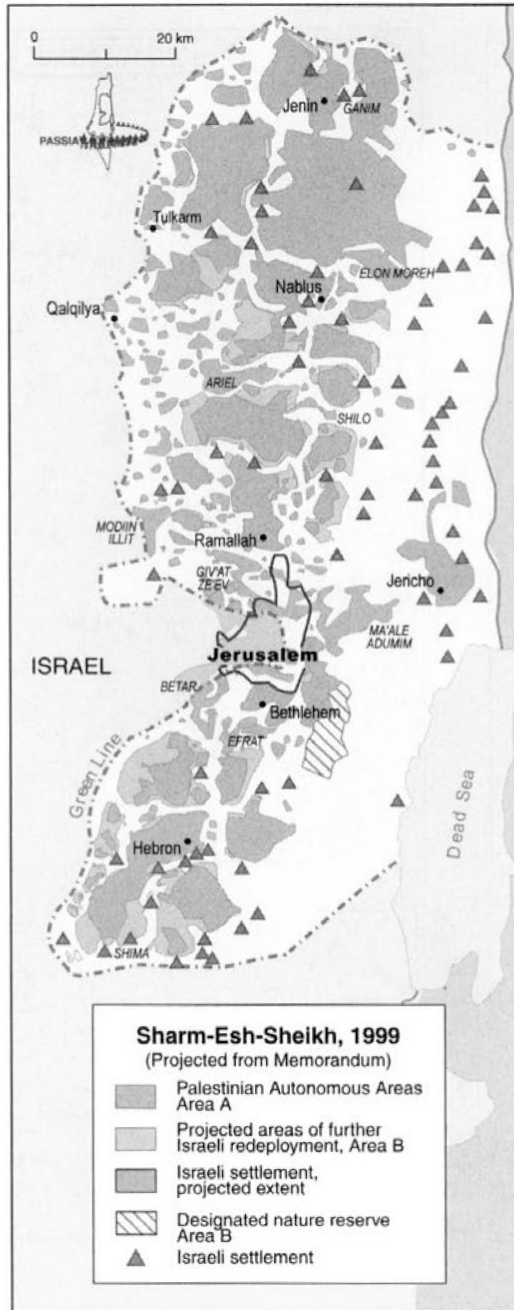 0
20 km
PASSIA
Jenin
GANIM
Tulkarm
Nablus
ELON MOREH
Qalqilya
ARIEL
SHILO
MODIIN
ILLIT
Ramallah
GIV'AT
ZE'EV
Jericho
MA'ALE
ADUMIM
ISRAEL
Jerusalem
BETAR
Bethlehem
EFRAT
Green Line
Dead Sea
Hebron
SHIMA
Sharm-Esh-Sheikh, 1999
(Projected from Memorandum)
Palestinian Autonomous Areas
Area A
Projected areas of further
Israeli redeployment, Area B
Israeli settlement,
projected extent
Designated nature reserve
Area B
Israeli settlement